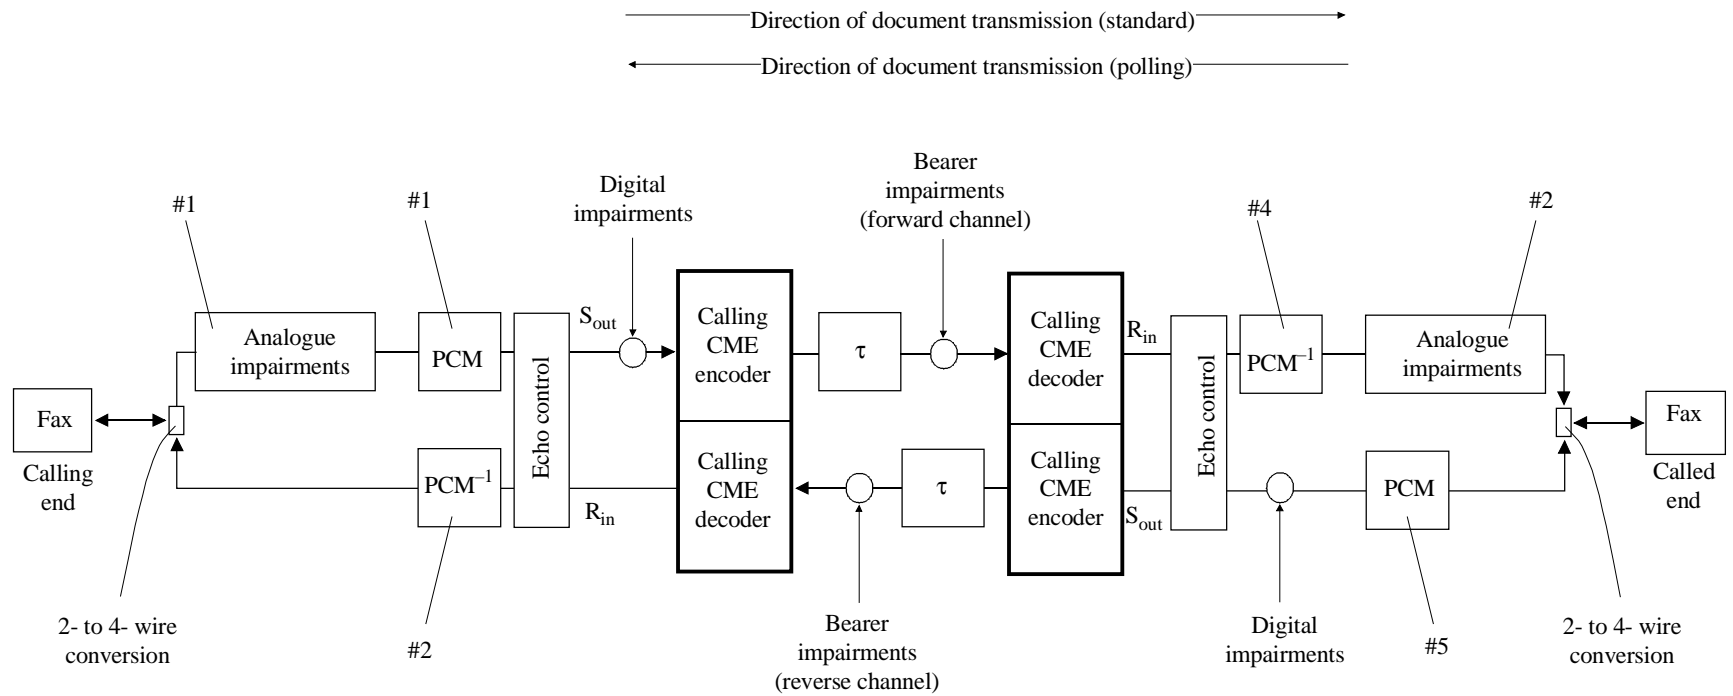 Direction of document transmission (standard)
Direction of document transmission (polling)
Bearer
impairments
(forward channel)
Digital
impairments
#1
#1
#4
#2
Sout
Rin
Analogue
impairments
PCM
Echo control
Calling
CME
encoder
τ
Calling
CME
decoder
Echo control
PCM–1
Analogue
impairments
Fax
Calling
end
Fax
Called
end
PCM–1
Rin
Calling
CME
decoder
τ
Calling
CME
encoder
Sout
PCM
2- to 4- wire
conversion
#2
Bearer
impairments
(reverse channel)
Digital
impairments
#5
2- to 4- wire
conversion